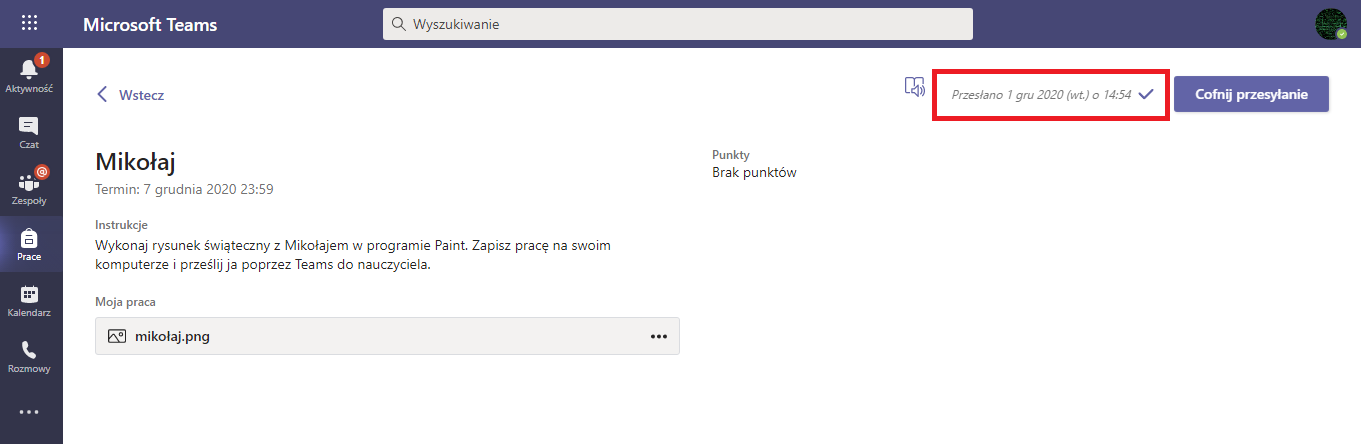 Microsoft Teams
Wyszukiwanie
1
Aktywność
Czat
@
Zespoły
Prace
Kalendarz
Rozmowy
Wstecz
Przesłano 1 gru 2020 (wt.) o 14:54
Cofnij przesyłanie
Mikołaj
Termin: 7 grudnia 2020 23:59
Punkty
Brak punktów
Instrukcje
Wykonaj rysunek świąteczny z Mikołajem w programie Paint. Zapisz pracę na swoim
komputerze i prześlij ja poprzez Teams do nauczyciela.
Moja praca
mikołaj.png